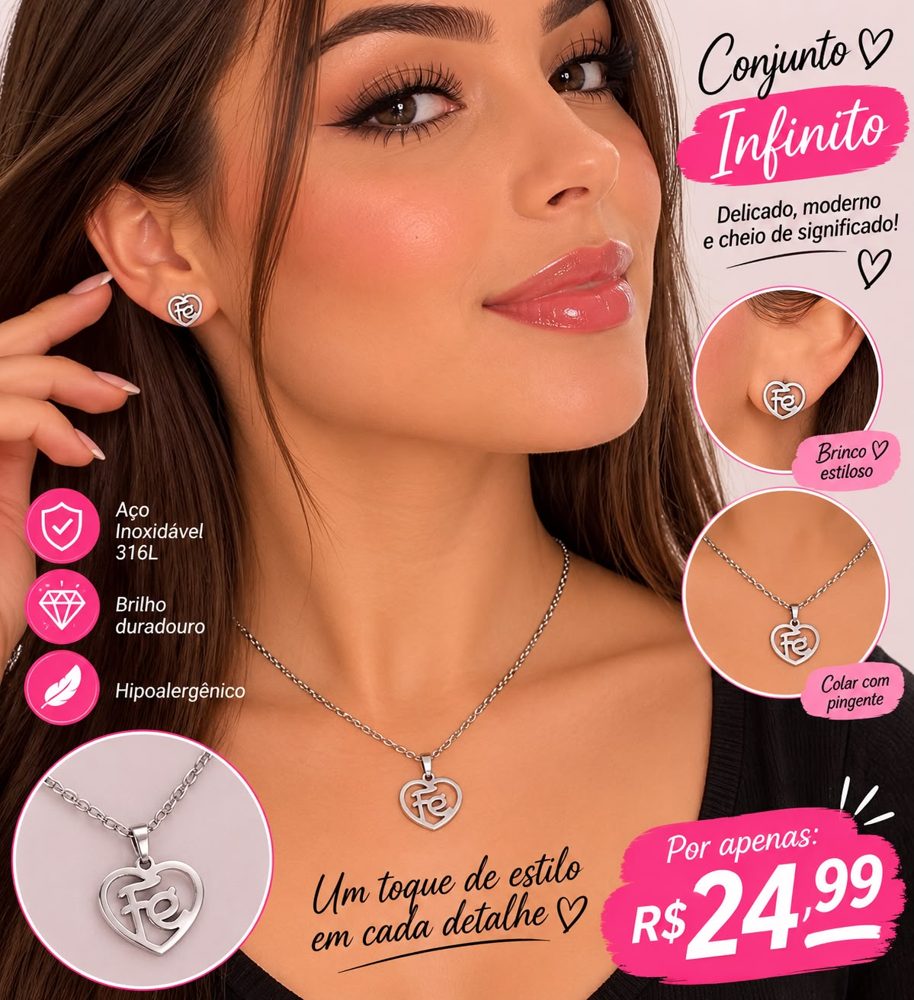 Conjunto
Infinito
Delicado, moderno
e cheio de significado!
Fé
Fé
Brinco
estiloso
Aço
Inoxidável
316L
Brilho
duradouro
Hipoalergênico
Fé
Colar com
pingente
Fé
Fé
Um toque de estilo
em cada detalhe
Por apenas:
R$24,99